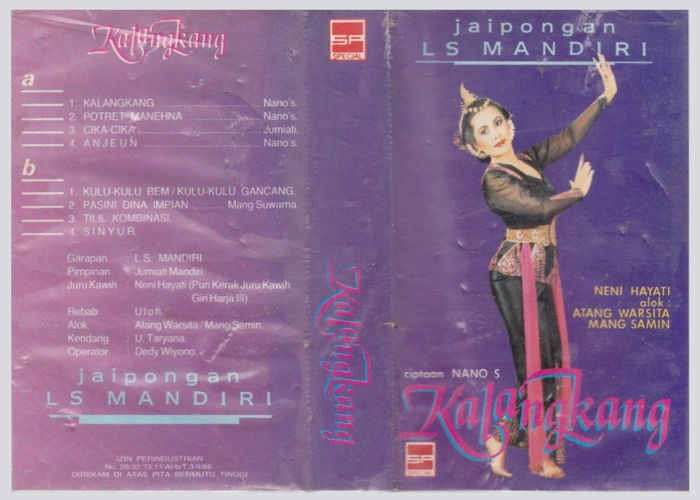 Kalangkang
a
1. KALANGKANG .......... Nano's.
2. POTRET MANEHNA .......... Nano's.
3. CIKA-CIKA .......... Jumiati.
4. ANJEUN .......... Nano's.
b
1. KULU-KULU BEM / KULU-KULU GANCANG.
2. PASINI DINA IMPIAN .......... Mang Suwarna.
3. TILIL KOMBINASI.
4. SINYUR
Garapan : L.S. MANDIRI
Pimpinan : Jumiati Mandiri.
Juru Kawih : Neni Hayati (Pun Kerak Juru Kawih
Giri Harja III)
Rebab : Uloh
Alok : Atang Warsita / Mang Samin.
Kendang : U. Taryana.
Operator : Dedy Wiyono.
jaipongan
LS MANDIRI
IZIN PERINDUSTRIAN
DIREKAM DI ATAS PITA BERMUTU TINGGI
SP
SPECIAL
Kalangkang
jaipongan
LS MANDIRI
NENI HAYATI
alok :
ATANG WARSITA
MANG SAMIN
ciptaan NANO S
Kalangkang
SP
SPECIAL